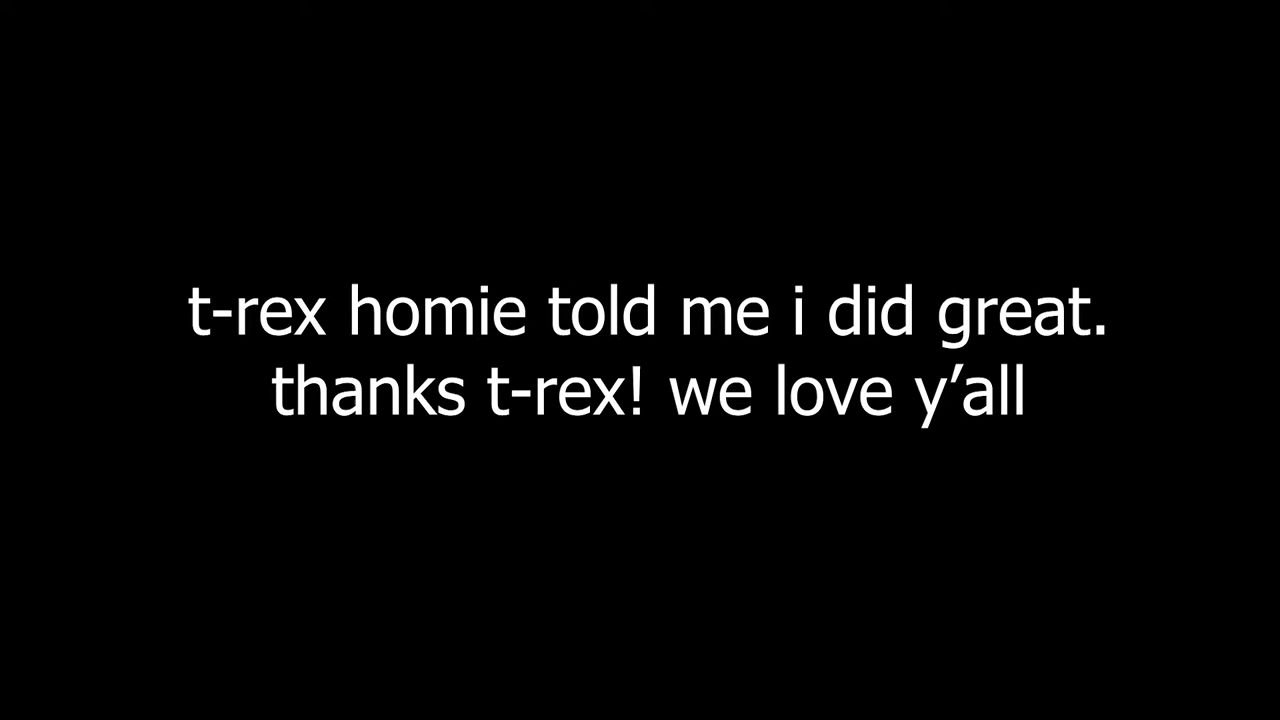 t-rex homie told me i did great.
thanks t-rex! we love y’all